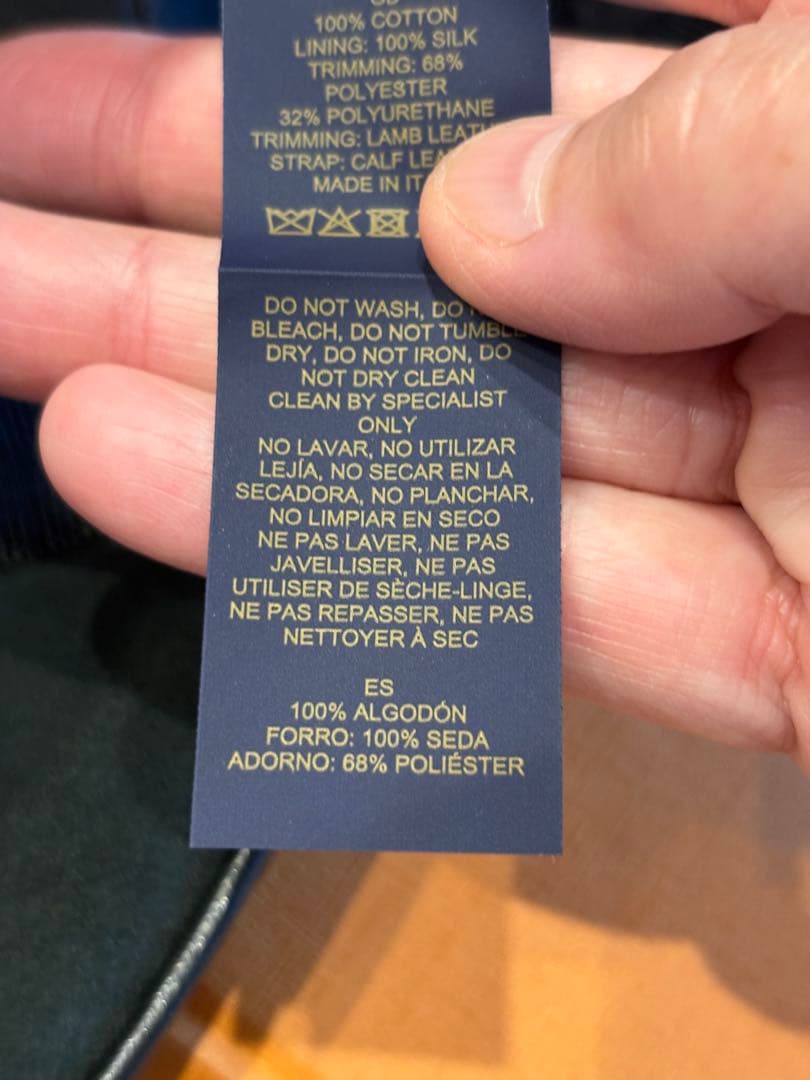 100% COTTON
LINING: 100% SILK
TRIMMING: 68%
POLYESTER
32% POLYURETHANE
TRIMMING: LAMB
STRAP: CALF
MADE IN
DO NOT WASH, DO
BLEACH, DO NOT TUMBLE
DRY, DO NOT IRON, DO
NOT DRY CLEAN
CLEAN BY SPECIALIST
ONLY
NO LAVAR, NO UTILIZAR
LEJÍA, NO SECAR EN LA
SECADORA, NO PLANCHAR,
NO LIMPIAR EN SECO
NE PAS LAVER, NE PAS
JAVELLISER, NE PAS
UTILISER DE SÈCHE-LINGE,
NE PAS REPASSER, NE PAS
NETTOYER À SEC
ES
100% ALGODÓN
FORRO: 100% SEDA
ADORNO: 68% POLIÉSTER